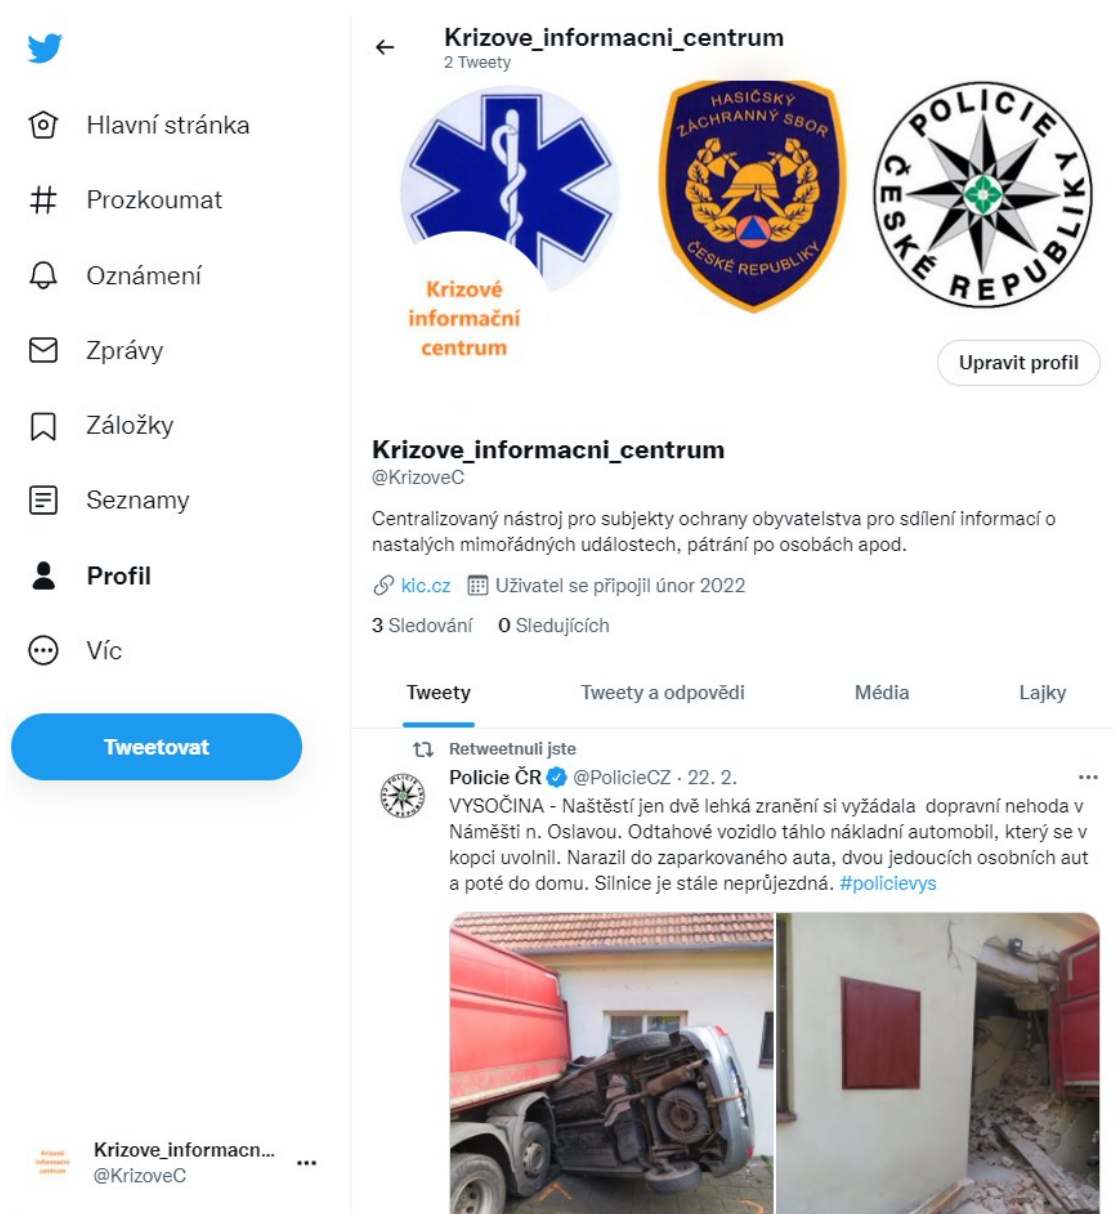 Krizove_informacni_centrum
2 Tweety
HASIČSKÝ
ZÁCHRANNÝ SBOR
ČESKÉ REPUBLIKY
POLICIE
ČESKÉ REPUBLIKY
Krizové
informační
centrum
Upravit profil
Hlavní stránka
Prozkoumat
Oznámení
Zprávy
Záložky
Seznamy
Profil
Víc
Tweetovat
Krizove_informacni_centrum
@KrizoveC
Centralizovaný nástroj pro subjekty ochrany obyvatelstva pro sdílení informací o
nastalých mimořádných událostech, pátrání po osobách apod.
kic.cz Uživatel se připojil únor 2022
3 Sledování 0 Sledujících
Tweety Tweety a odpovědi Média Lajky
Retweetnuli jste
Policie ČR @PolicieCZ · 22. 2.
VYSOČINA - Naštěstí jen dvě lehká zranění si vyžádala dopravní nehoda v
Náměšti n. Oslavou. Odtahové vozidlo táhlo nákladní automobil, který se v
kopci uvolnil. Narazil do zaparkovaného auta, dvou jedoucích osobních aut
a poté do domu. Silnice je stále neprůjezdná. #policievys
Krizove_informacn...
@KrizoveC
Krizové
informační
centrum